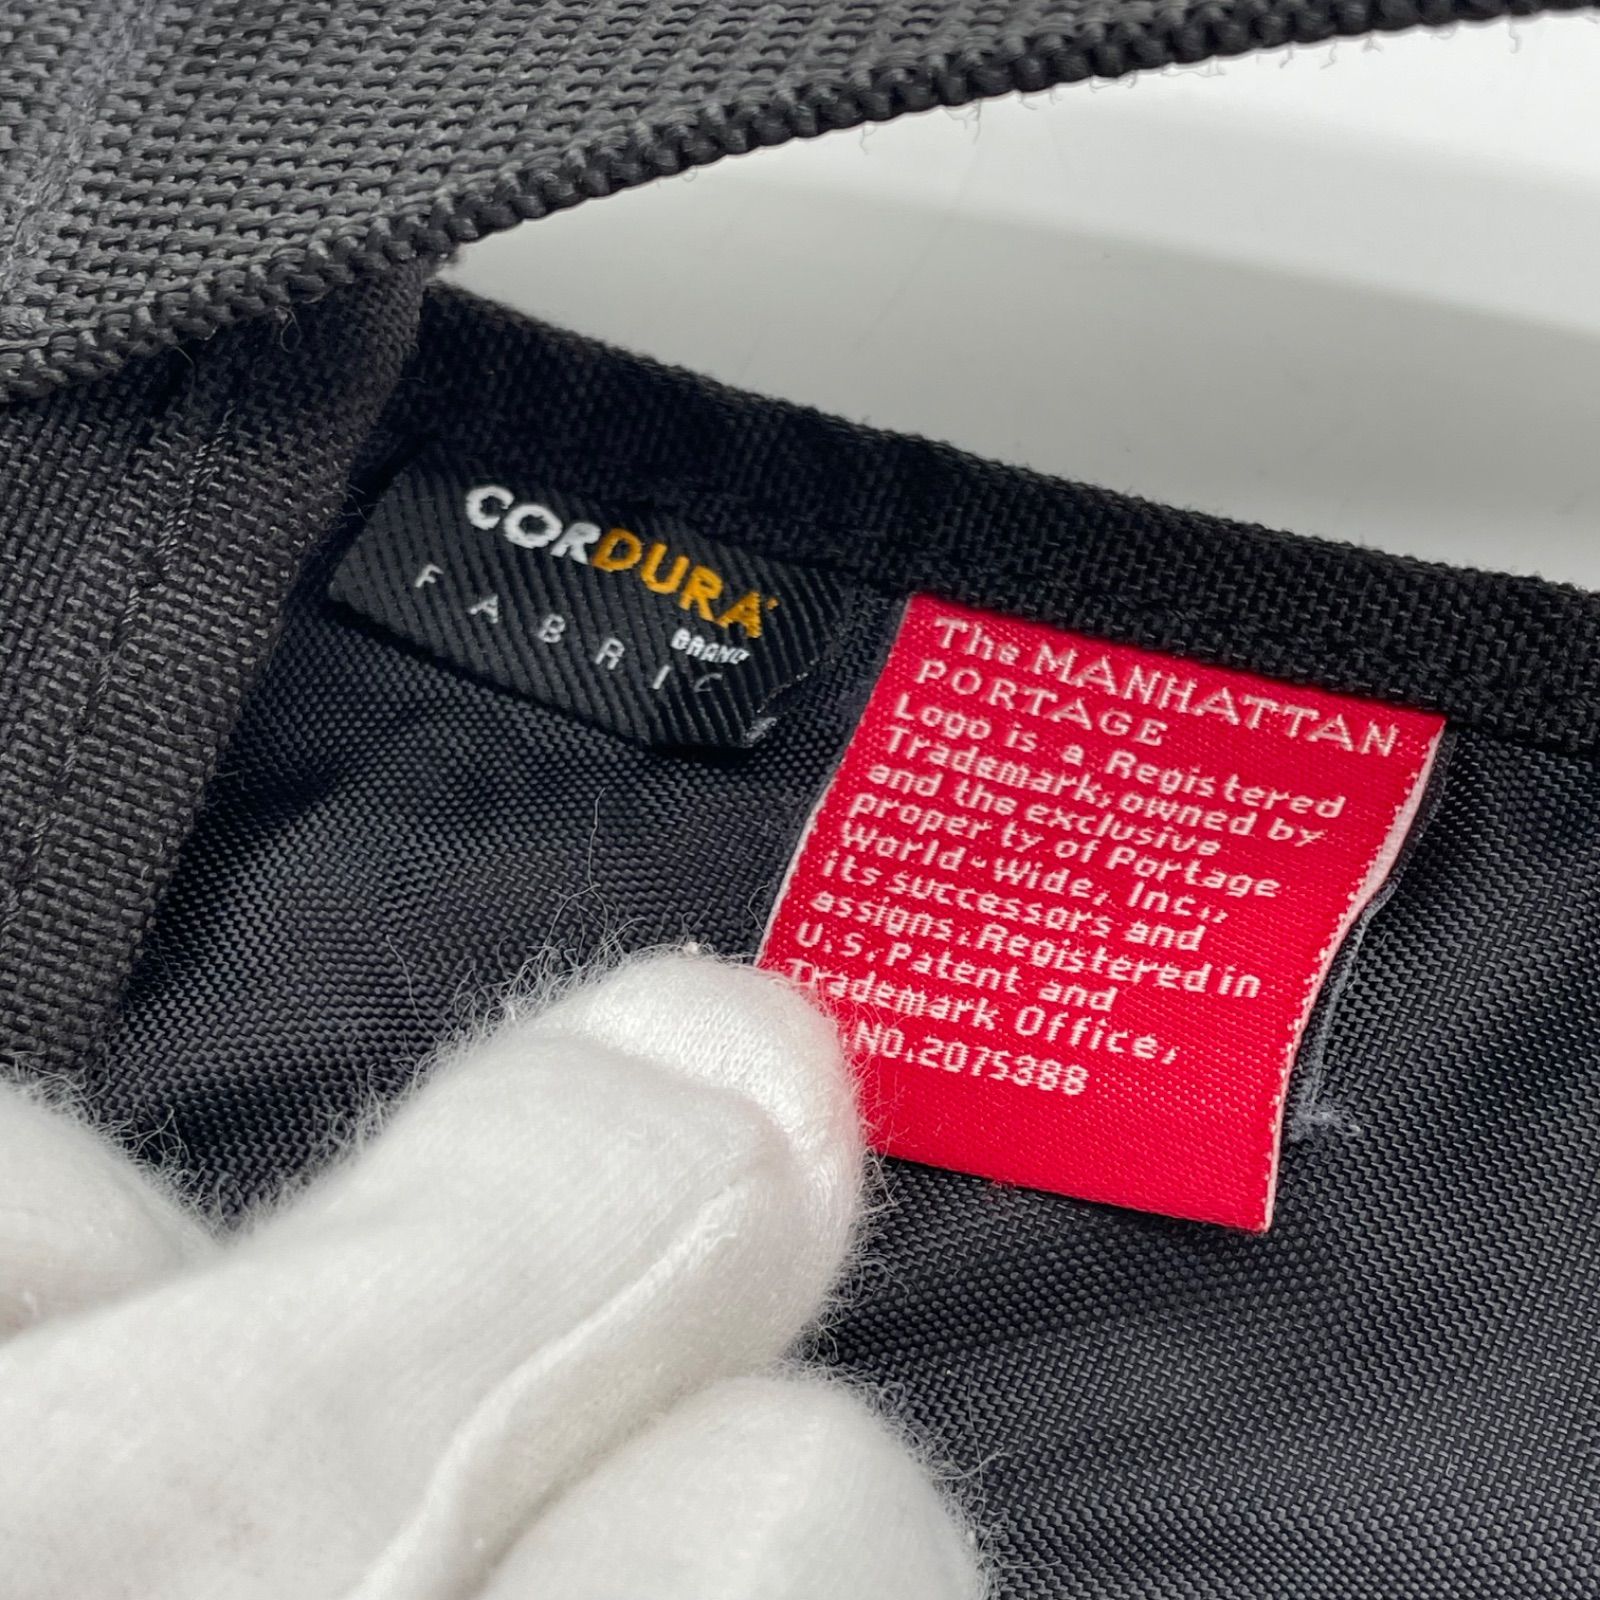 CORDURA
BRAND
FABRIC
The MANHATTAN
PORTAGE
Logo is a Registered
Trademark, owned by
and the exclusive
property of Portage
World-Wide, Inc.,
its successors and
assigns. Registered in
U.S. Patent and
Trademark Office,
NO. 2075388